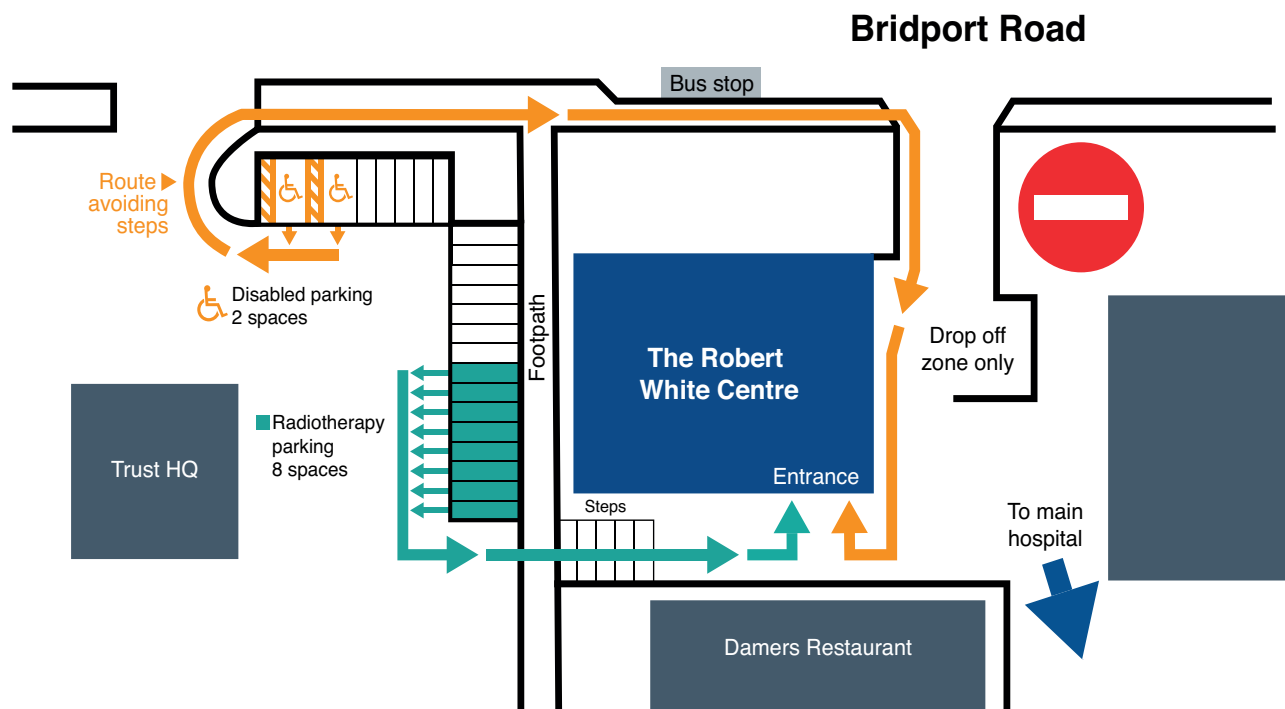 Bridport Road
Bus stop
Route
avoiding
steps
Disabled parking
2 spaces
Footpath
The Robert
White Centre
Drop off
zone only
Radiotherapy
parking
8 spaces
Trust HQ
Entrance
Steps
To main
hospital
Damers Restaurant